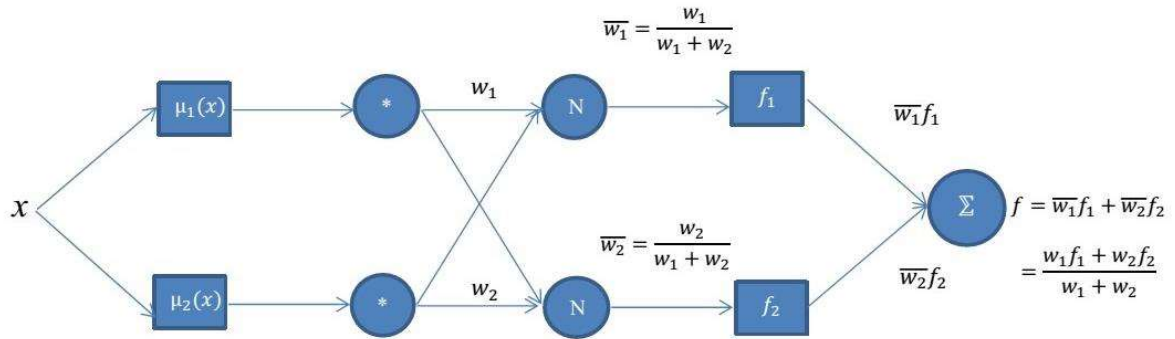 w̅₁ = w₁ / (w₁ + w₂)
μ₁(x) * w₁ N f₁
w̅₁f₁
x
Σ f = w̅₁f₁ + w̅₂f₂
w̅₂ = w₂ / (w₁ + w₂)
w̅₂f₂ = (w₁f₁ + w₂f₂) / (w₁ + w₂)
μ₂(x) * w₂ N f₂